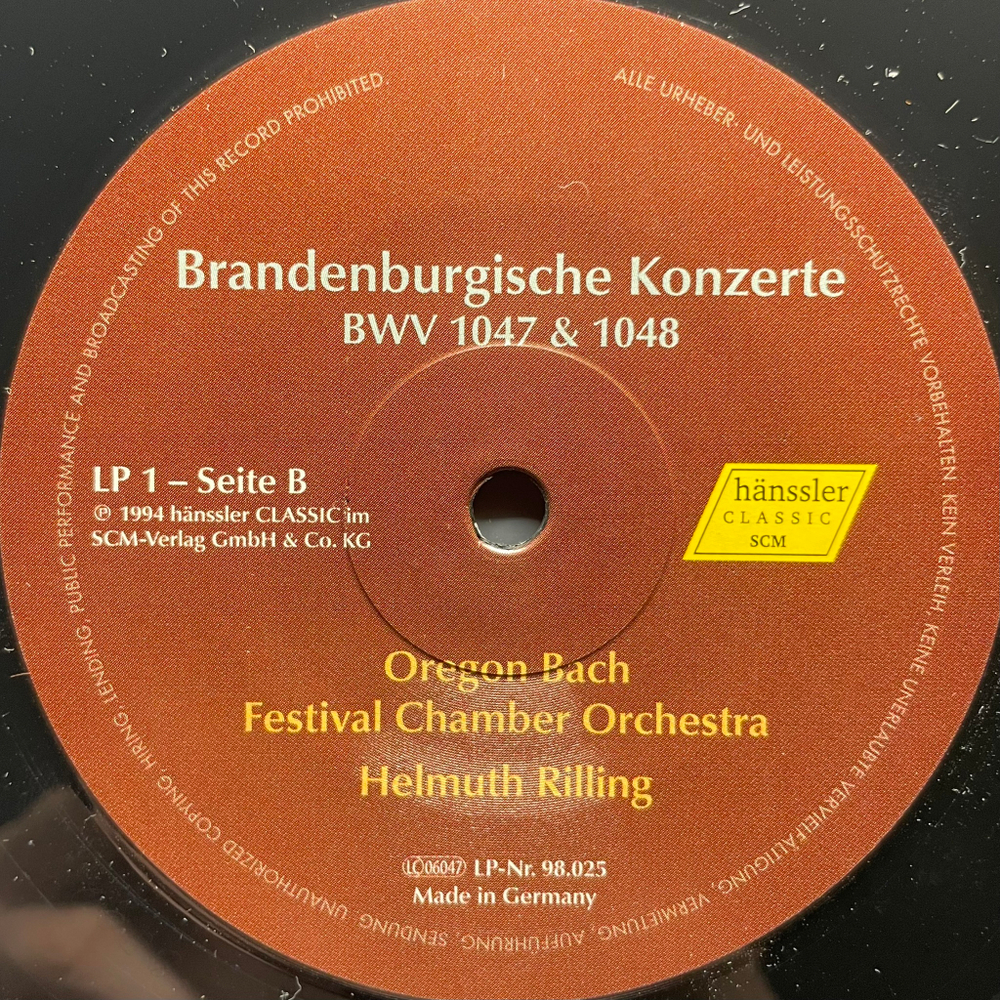 Brandenburgische Konzerte
BWV 1047 & 1048
LP 1 – Seite B
℗ 1994 hänssler CLASSIC im
SCM-Verlag GmbH & Co. KG
hänssler
CLASSIC
SCM
Oregon Bach
Festival Chamber Orchestra
Helmuth Rilling
LC 06047 LP-Nr. 98.025
Made in Germany
ALLE URHEBER- UND LEISTUNGSSCHUTZRECHTE VORBEHALTEN. KEIN VERLEIH, KEINE UNERLAUBTE VERVIELFÄLTIGUNG, VERMIETUNG, AUFFÜHRUNG, SENDUNG. UNAUTHORIZED COPYING, HIRING, LENDING, PUBLIC PERFORMANCE AND BROADCASTING OF THIS RECORD PROHIBITED.